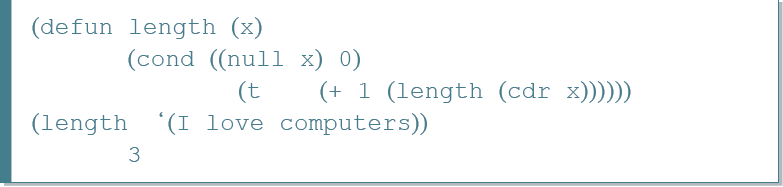 (defun length (x)
(cond ((null x) 0)
(t (+ 1 (length (cdr x))))))
(length ‘(I love computers))
3